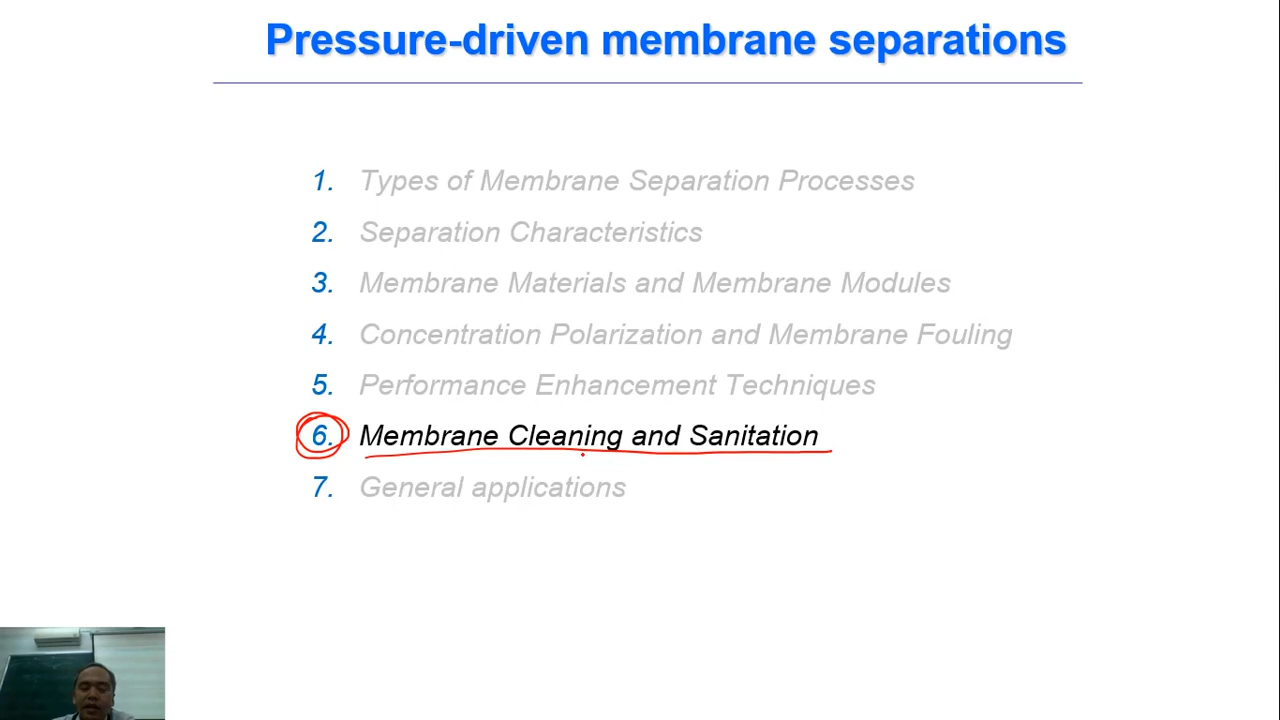 Pressure-driven membrane separations
1. Types of Membrane Separation Processes
2. Separation Characteristics
3. Membrane Materials and Membrane Modules
4. Concentration Polarization and Membrane Fouling
5. Performance Enhancement Techniques
6. Membrane Cleaning and Sanitation
7. General applications